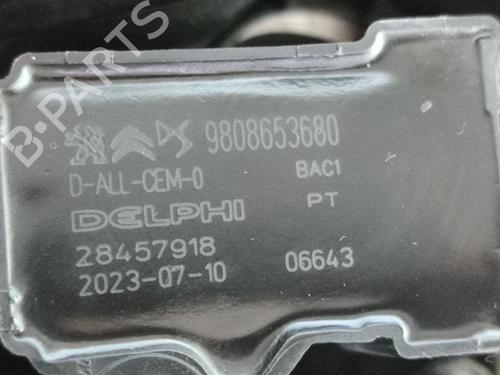 9808653680
D-ALL-CEM-0 BAC1
DELPHI PT
28457918
2023-07-10 06643
B-PARTS